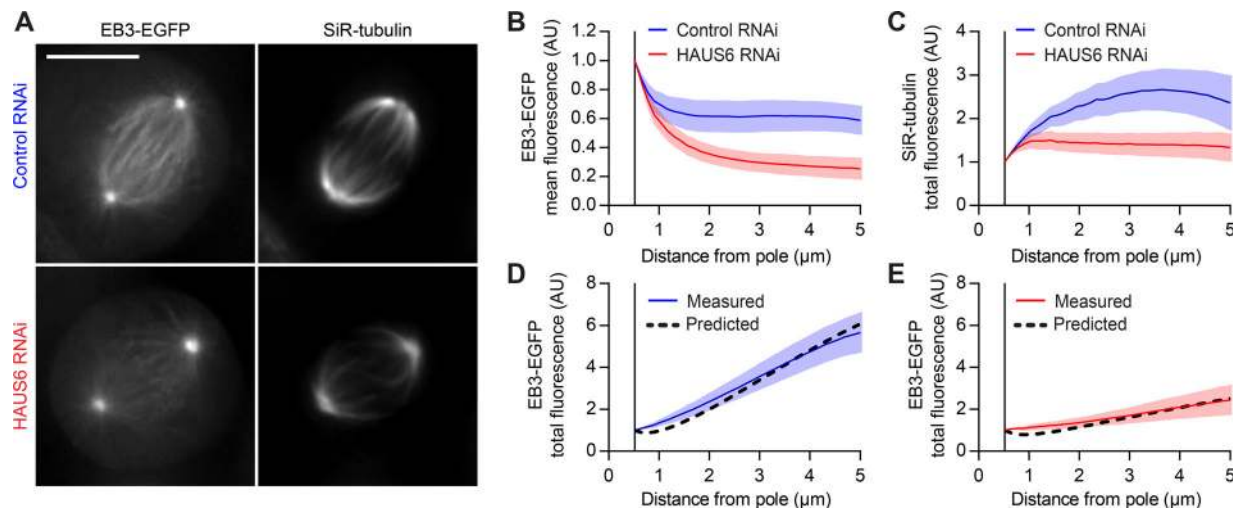 A
EB3-EGFP
SiR-tubulin
Control RNAi
HAUS6 RNAi
B
Control RNAi
HAUS6 RNAi
EB3-EGFP
mean fluorescence (AU)
1.2
1.0
0.8
0.6
0.4
0.2
0.0
0 1 2 3 4 5
Distance from pole (µm)
C
Control RNAi
HAUS6 RNAi
SiR-tubulin
total fluorescence (AU)
4
3
2
1
0
0 1 2 3 4 5
Distance from pole (µm)
D
Measured
Predicted
EB3-EGFP
total fluorescence (AU)
8
6
4
2
0
0 1 2 3 4 5
Distance from pole (µm)
E
Measured
Predicted
EB3-EGFP
total fluorescence (AU)
8
6
4
2
0
0 1 2 3 4 5
Distance from pole (µm)